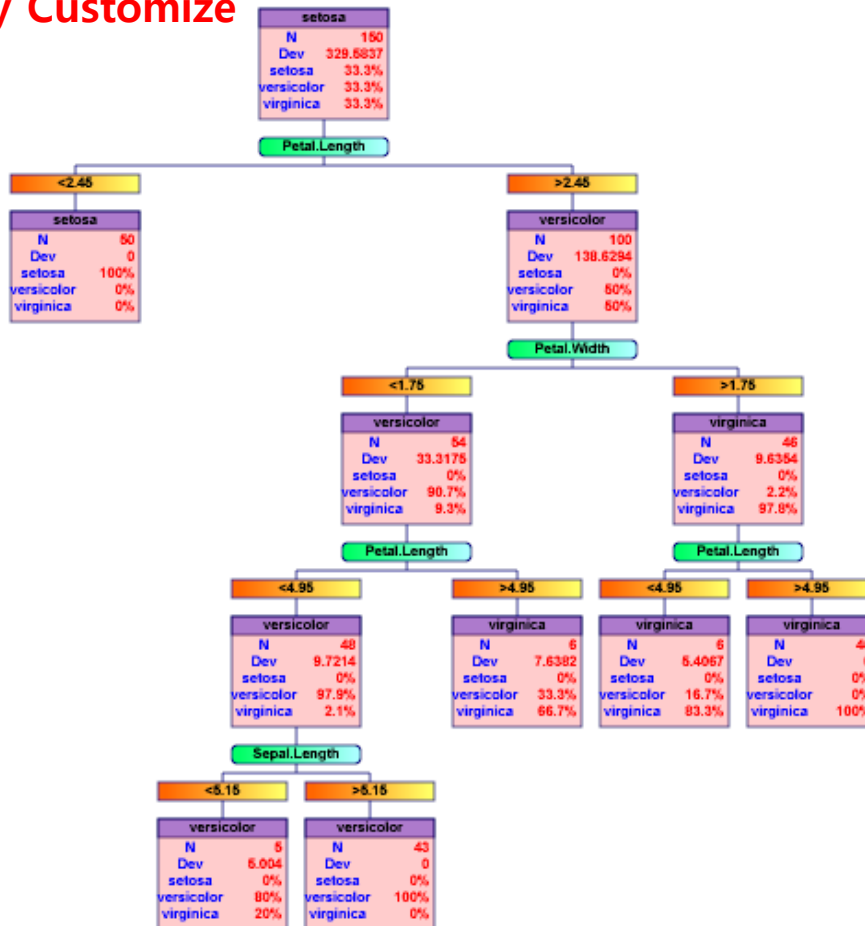 / Customize
setosa
N 150
Dev 329.5837
setosa 33.3%
versicolor 33.3%
virginica 33.3%
Petal.Length
<2.45 >2.45
setosa
N 50
Dev 0
setosa 100%
versicolor 0%
virginica 0%
versicolor
N 100
Dev 138.6294
setosa 0%
versicolor 50%
virginica 50%
Petal.Width
<1.75 >1.75
versicolor
N 54
Dev 33.3175
setosa 0%
versicolor 90.7%
virginica 9.3%
virginica
N 46
Dev 9.6354
setosa 0%
versicolor 2.2%
virginica 97.8%
Petal.Length Petal.Length
<4.95 >4.95 <4.95 >4.95
versicolor
N 48
Dev 9.7214
setosa 0%
versicolor 97.9%
virginica 2.1%
virginica
N 6
Dev 7.6382
setosa 0%
versicolor 33.3%
virginica 66.7%
virginica
N 6
Dev 5.4067
setosa 0%
versicolor 16.7%
virginica 83.3%
virginica
N
Dev
setosa 0%
versicolor 0%
virginica 100%
Sepal.Length
<5.15 >5.15
versicolor
N 5
Dev 5.004
setosa 0%
versicolor 80%
virginica 20%
versicolor
N 43
Dev 0
setosa 0%
versicolor 100%
virginica 0%